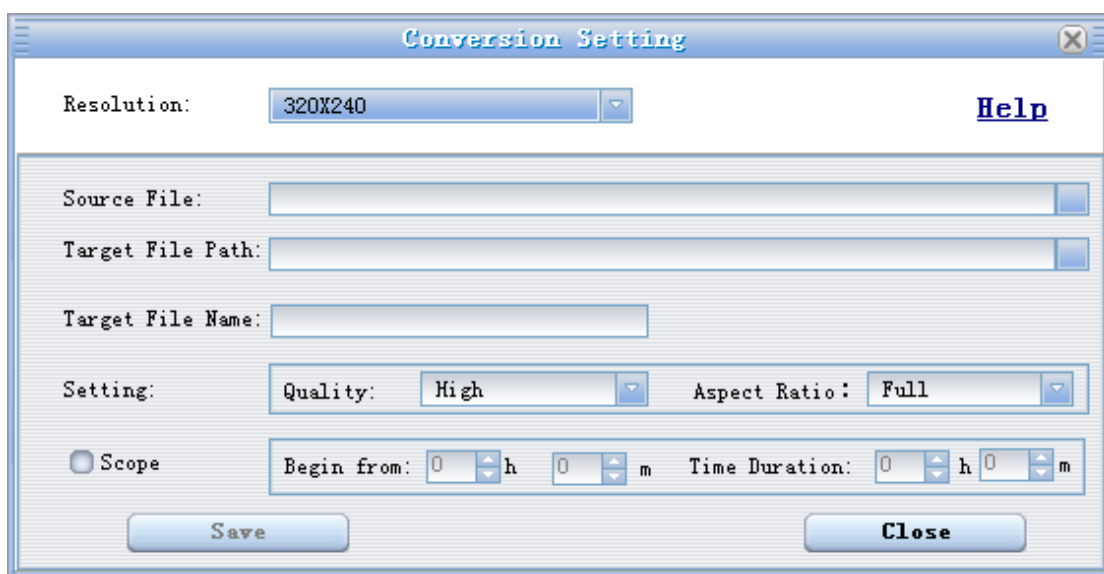 Conversion Setting
Resolution: 320X240 Help
Source File:
Target File Path:
Target File Name:
Setting: Quality: High Aspect Ratio: Full
Scope Begin from: 0 h 0 m Time Duration: 0 h 0 m
Save Close